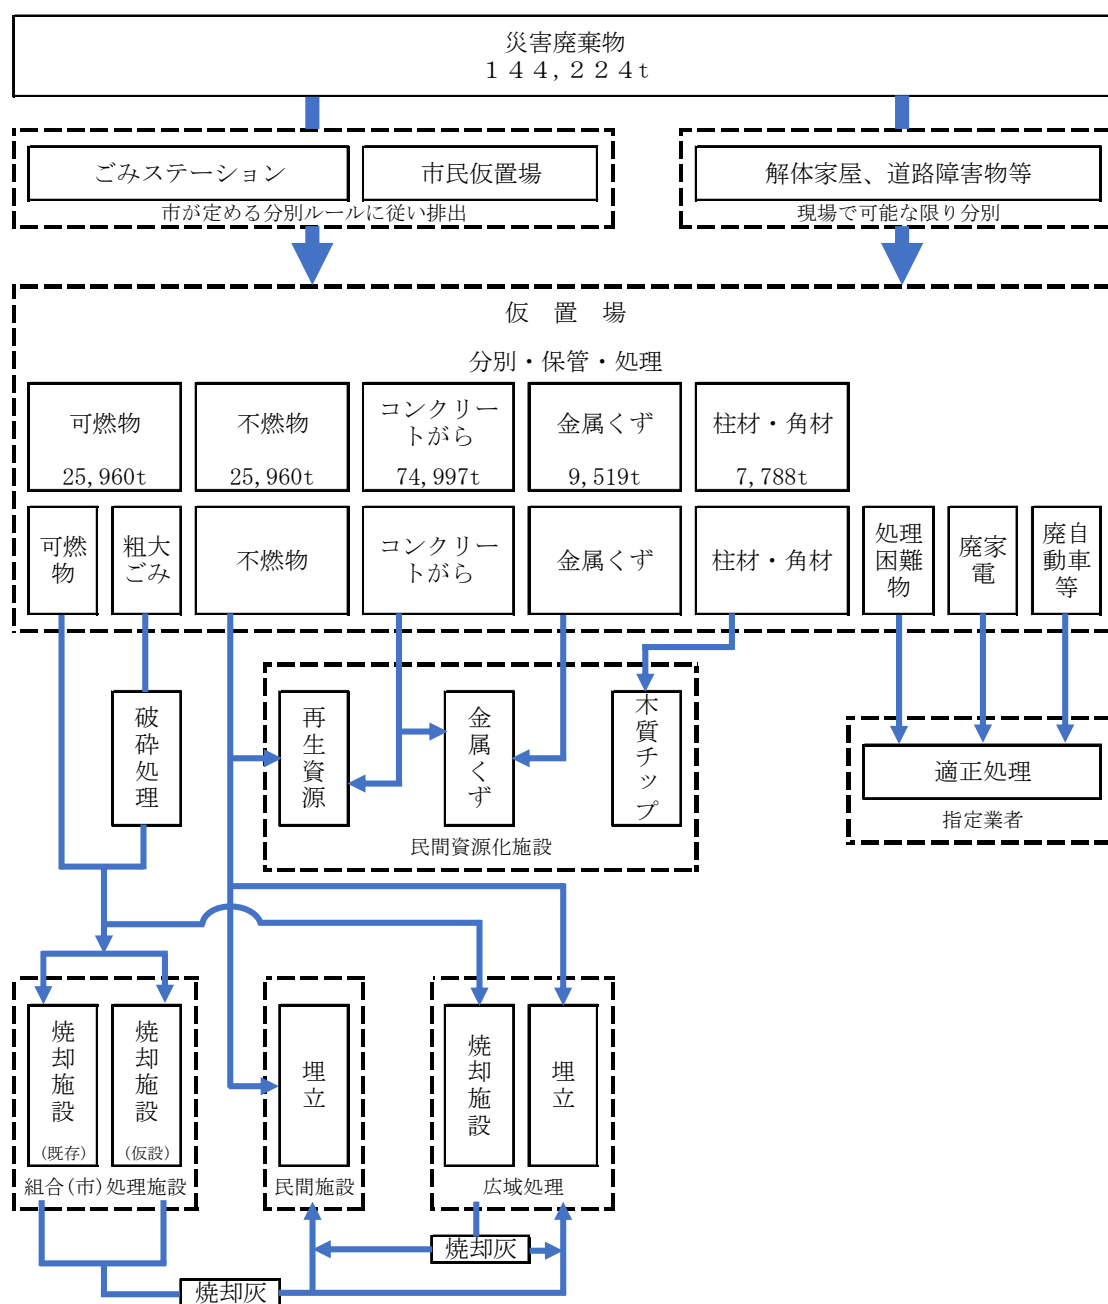 災害廃棄物
１４４,２２４t
ごみステーション
市民仮置場
市が定める分別ルールに従い排出
解体家屋、道路障害物等
現場で可能な限り分別
仮　置　場
分別・保管・処理
可燃物
25,960t
不燃物
25,960t
コンクリー
トがら
74,997t
金属くず
9,519t
柱材・角材
7,788t
可燃
物
粗大
ごみ
不燃物
コンクリー
トがら
金属くず
柱材・角材
処理
困難
物
廃家
電
廃自
動車
等
破砕処理
再生資源
金属くず
木質チップ
民間資源化施設
適正処理
指定業者
焼却施設
(既存)
焼却施設
(仮設)
組合(市)処理施設
埋立
民間施設
焼却施設
埋立
広域処理
焼却灰
焼却灰